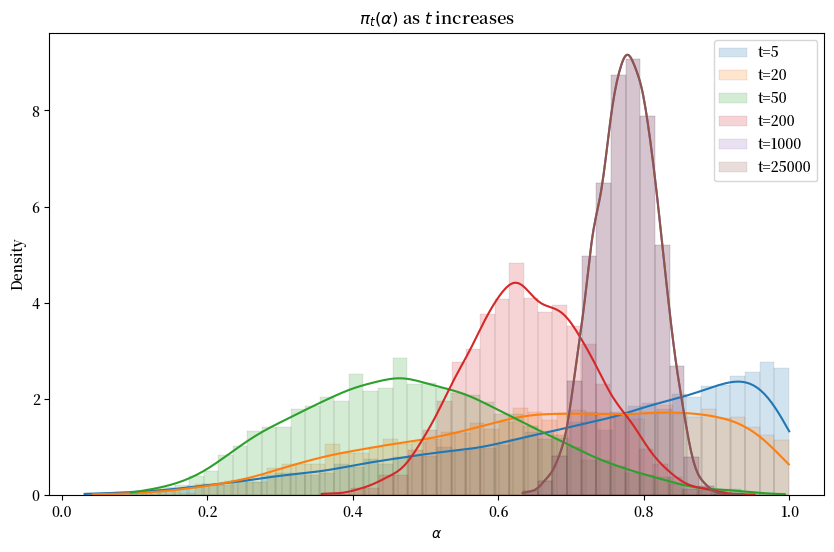 π_t(α) as t increases
Density
8
6
4
2
0
0.0 0.2 0.4 0.6 0.8 1.0
α
t=5
t=20
t=50
t=200
t=1000
t=25000